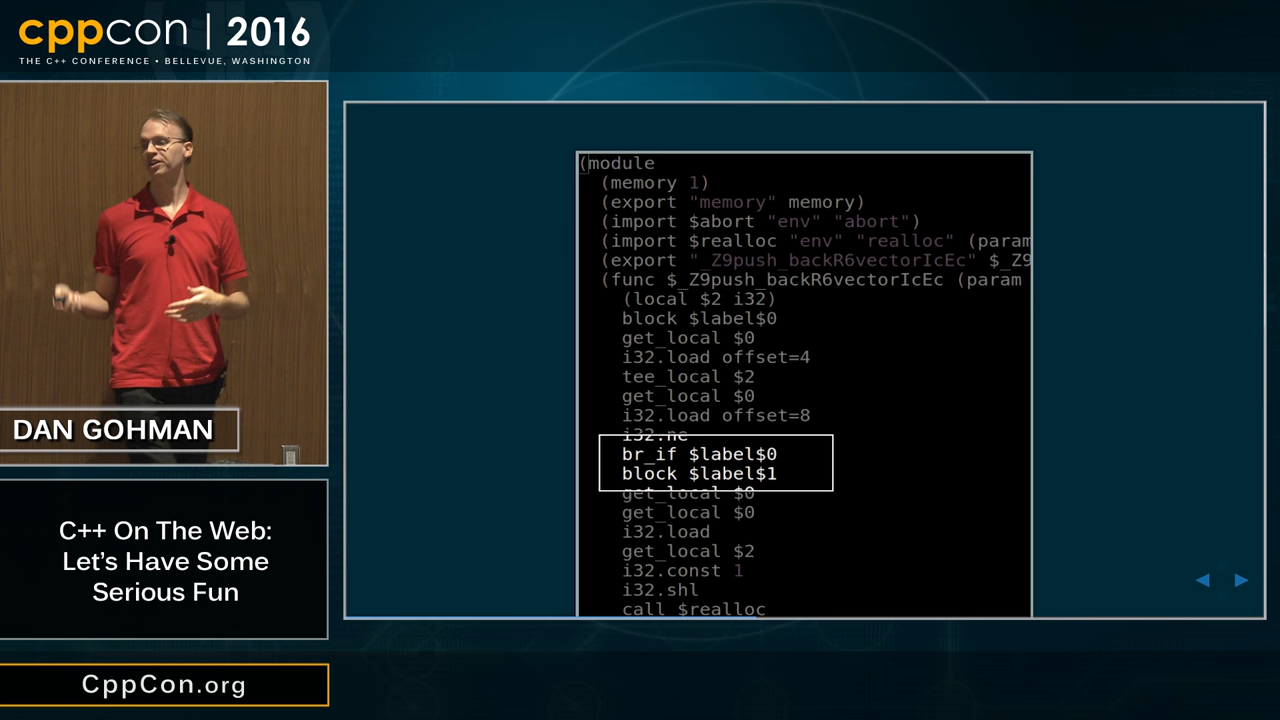 cppcon | 2016
THE C++ CONFERENCE • BELLEVUE, WASHINGTON
DAN GOHMAN
C++ On The Web:
Let's Have Some
Serious Fun
CppCon.org
(module
(memory 1)
(export "memory" memory)
(import $abort "env" "abort")
(import $realloc "env" "realloc" (param
(export "_Z9push_backR6vectorIcEc" $_Z9
(func $_Z9push_backR6vectorIcEc (param
(local $2 i32)
block $label$0
get_local $0
i32.load offset=4
tee_local $2
get_local $0
i32.load offset=8
i32.ne
br_if $label$0
block $label$1
get_local $0
get_local $0
i32.load
get_local $2
i32.const 1
i32.shl
call $realloc